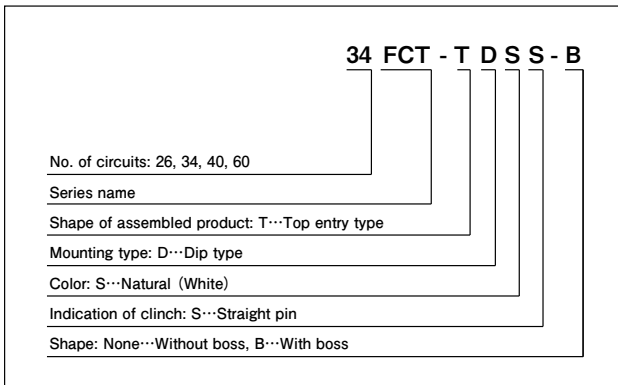 34 FCT - T D S S - B
No. of circuits: 26, 34, 40, 60
Series name
Shape of assembled product: T…Top entry type
Mounting type: D…Dip type
Color: S…Natural (White)
Indication of clinch: S…Straight pin
Shape: None…Without boss, B…With boss